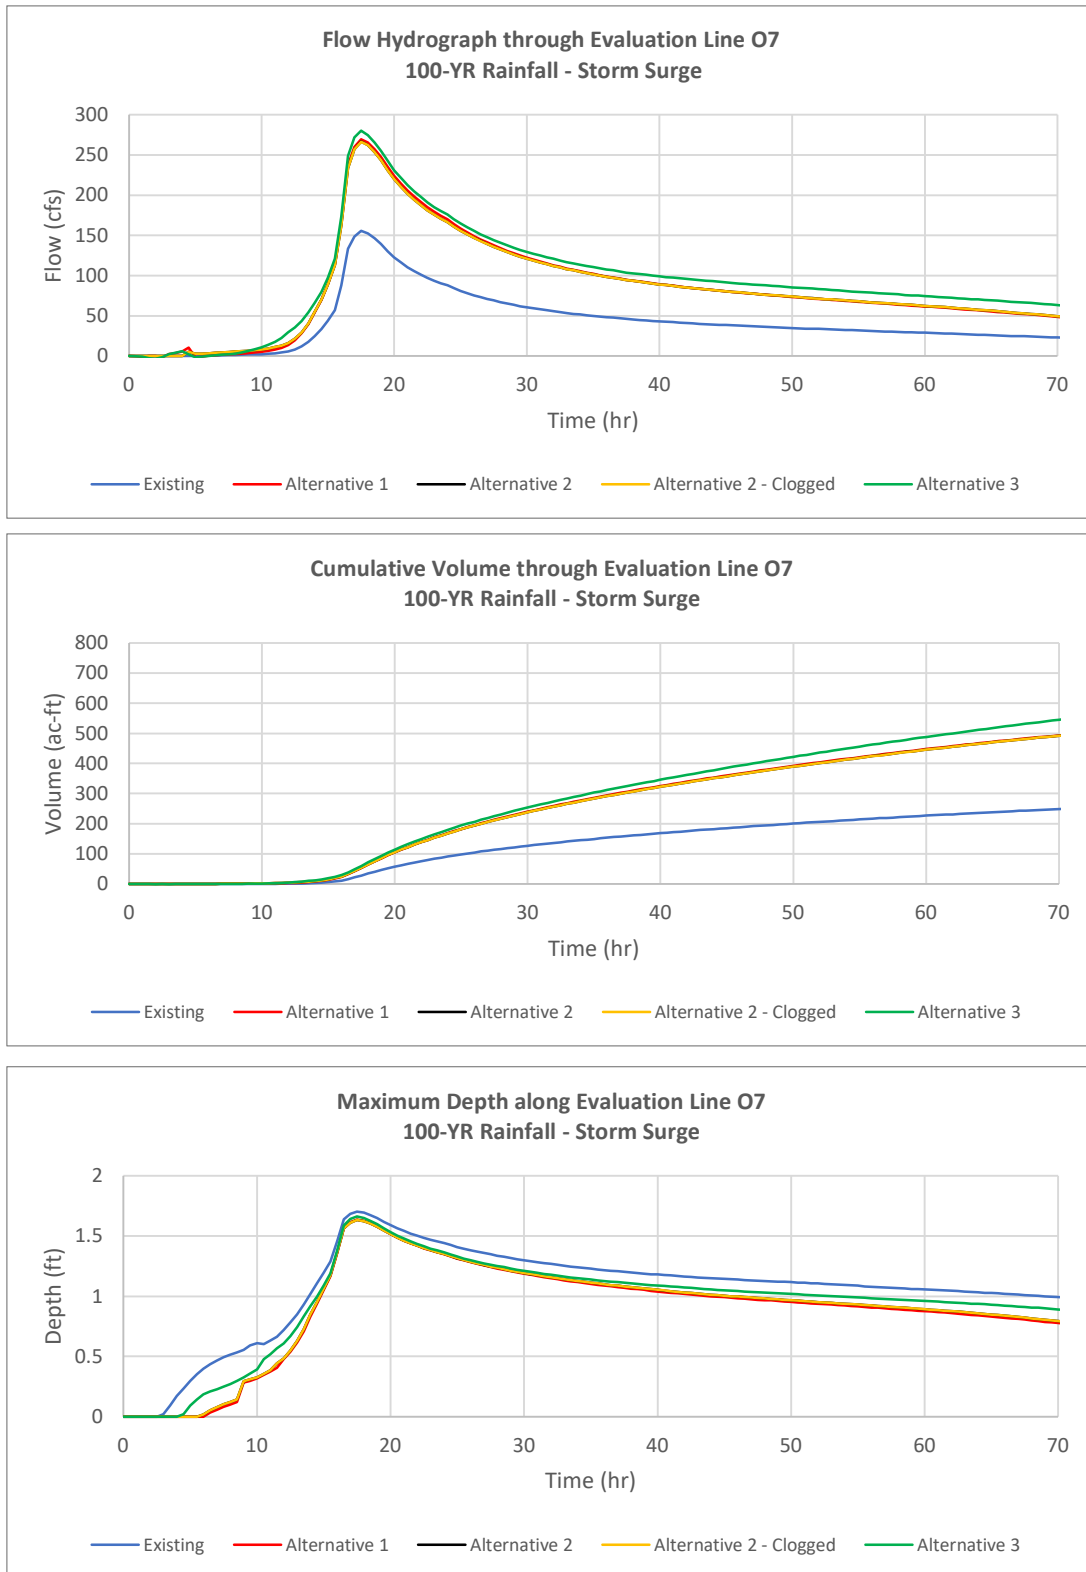 Flow Hydrograph through Evaluation Line O7
100-YR Rainfall - Storm Surge
300
250
200
150
100
50
0
Flow (cfs)
0 10 20 30 40 50 60 70
Time (hr)
Existing Alternative 1 Alternative 2 Alternative 2 - Clogged Alternative 3
Cumulative Volume through Evaluation Line O7
100-YR Rainfall - Storm Surge
800
700
600
500
400
300
200
100
0
Volume (ac-ft)
0 10 20 30 40 50 60 70
Time (hr)
Existing Alternative 1 Alternative 2 Alternative 2 - Clogged Alternative 3
Maximum Depth along Evaluation Line O7
100-YR Rainfall - Storm Surge
2
1.5
1
0.5
0
Depth (ft)
0 10 20 30 40 50 60 70
Time (hr)
Existing Alternative 1 Alternative 2 Alternative 2 - Clogged Alternative 3